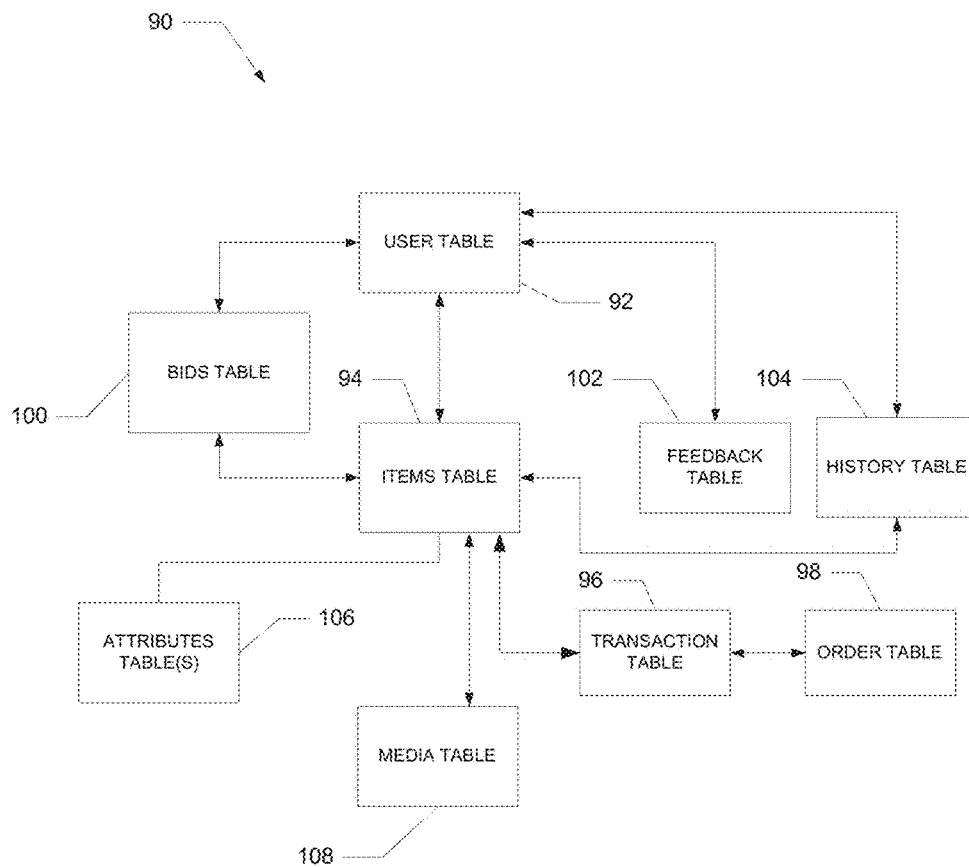 90
USER TABLE
92
BIDS TABLE
100
94
102
104
ITEMS TABLE
FEEDBACK
TABLE
HISTORY TABLE
96
98
ATTRIBUTES
TABLE(S)
106
TRANSACTION
TABLE
ORDER TABLE
MEDIA TABLE
108